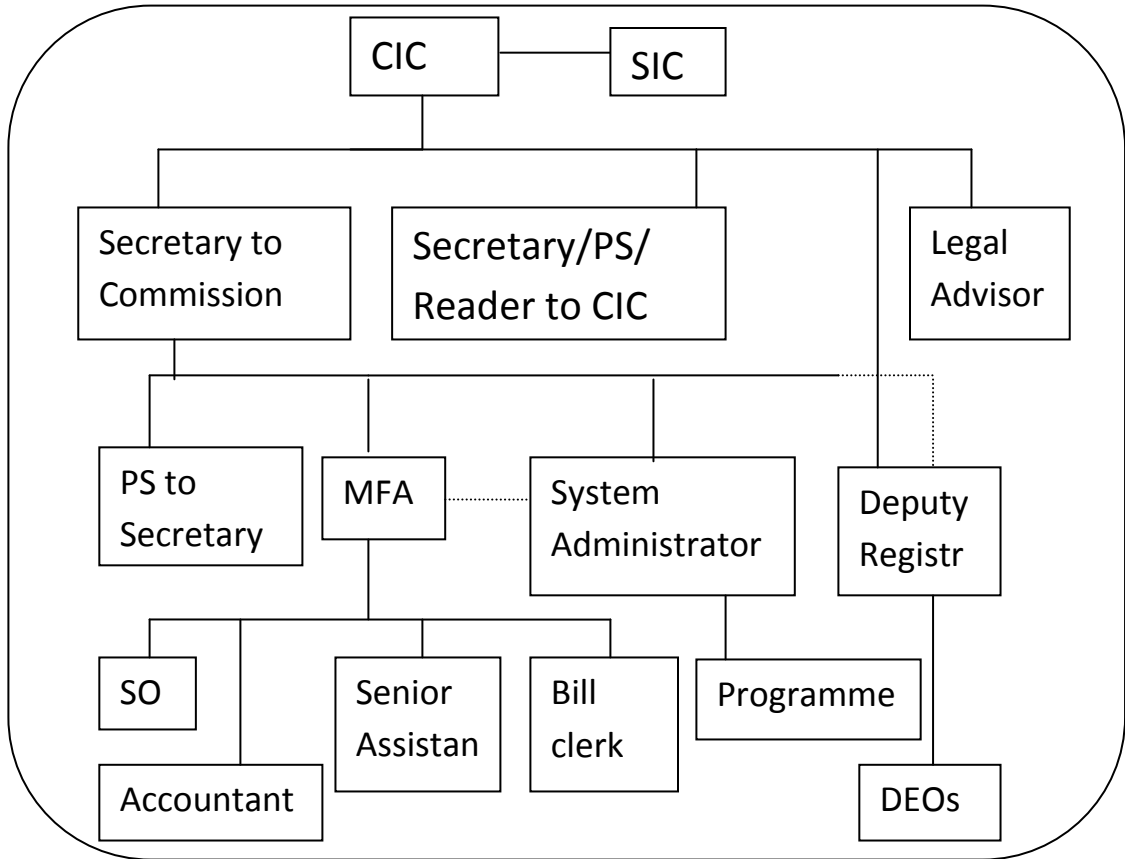 CIC
SIC
Secretary to
Commission
Secretary/PS/
Reader to CIC
Legal
Advisor
PS to
Secretary
MFA
System
Administrator
Deputy
Registr
SO
Senior
Assistan
Bill
clerk
Programme
Accountant
DEOs